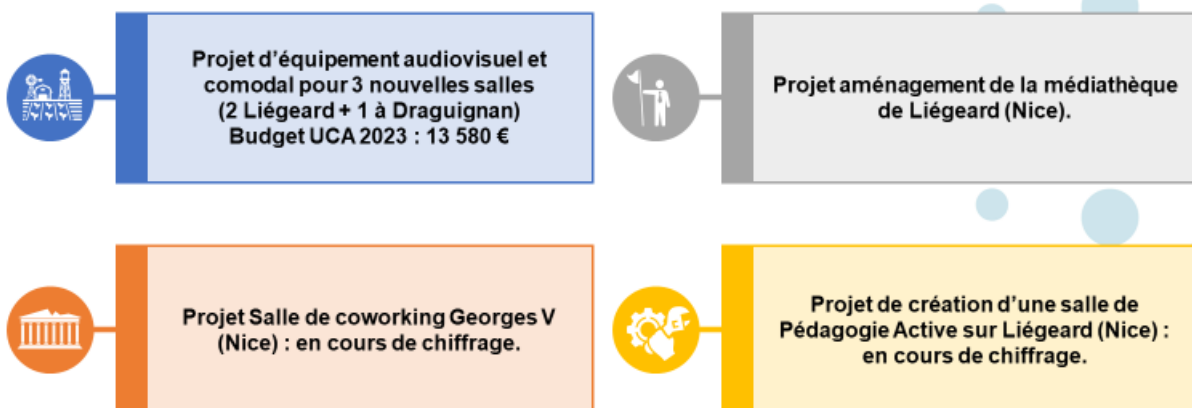 Projet d'équipement audiovisuel et
comodal pour 3 nouvelles salles
(2 Liégeard + 1 à Draguignan)
Budget UCA 2023 : 13 580 €
Projet aménagement de la médiathèque
de Liégeard (Nice).
Projet Salle de coworking Georges V
(Nice) : en cours de chiffrage.
Projet de création d'une salle de
Pédagogie Active sur Liégeard (Nice) :
en cours de chiffrage.